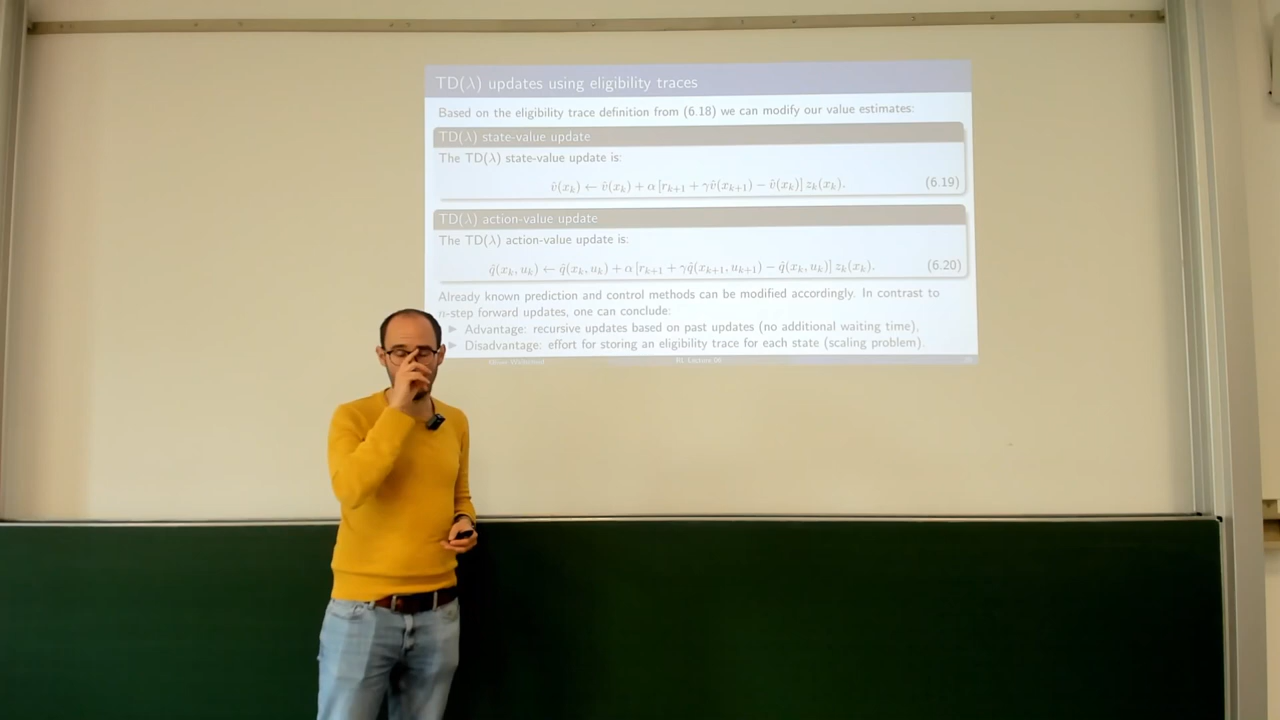 TD(λ) updates using eligibility traces
Based on the eligibility trace definition from (6.18) we can modify our value estimates:
TD(λ) state-value update
The TD(λ) state-value update is:
v̂(x_k) ← v̂(x_k) + α [r_{k+1} + γv̂(x_{k+1}) − v̂(x_k)] z_k(x_k). (6.19)
TD(λ) action-value update
The TD(λ) action-value update is:
q̂(x_k, u_k) ← q̂(x_k, u_k) + α [r_{k+1} + γq̂(x_{k+1}, u_{k+1}) − q̂(x_k, u_k)] z_k(x_k). (6.20)
Already known prediction and control methods can be modified accordingly. In contrast to
n-step forward updates, one can conclude:
▶ Advantage: recursive updates based on past updates (no additional waiting time),
▶ Disadvantage: effort for storing an eligibility trace for each state (scaling problem).
RL Lecture 06